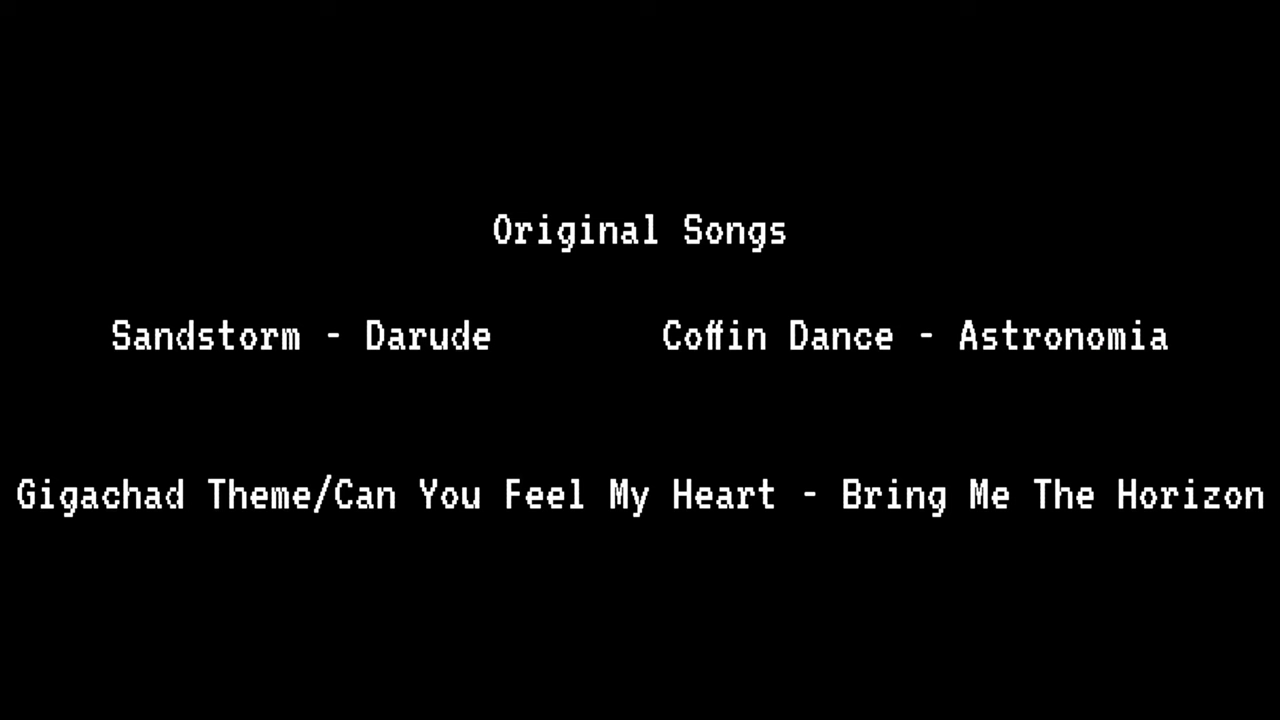 Original Songs
Sandstorm - Darude
Coffin Dance - Astronomia
Gigachad Theme/Can You Feel My Heart - Bring Me The Horizon